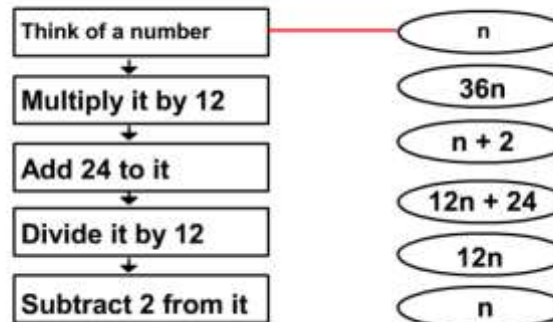 Think of a number
n
Multiply it by 12
36n
Add 24 to it
n + 2
Divide it by 12
12n + 24
12n
Subtract 2 from it
n